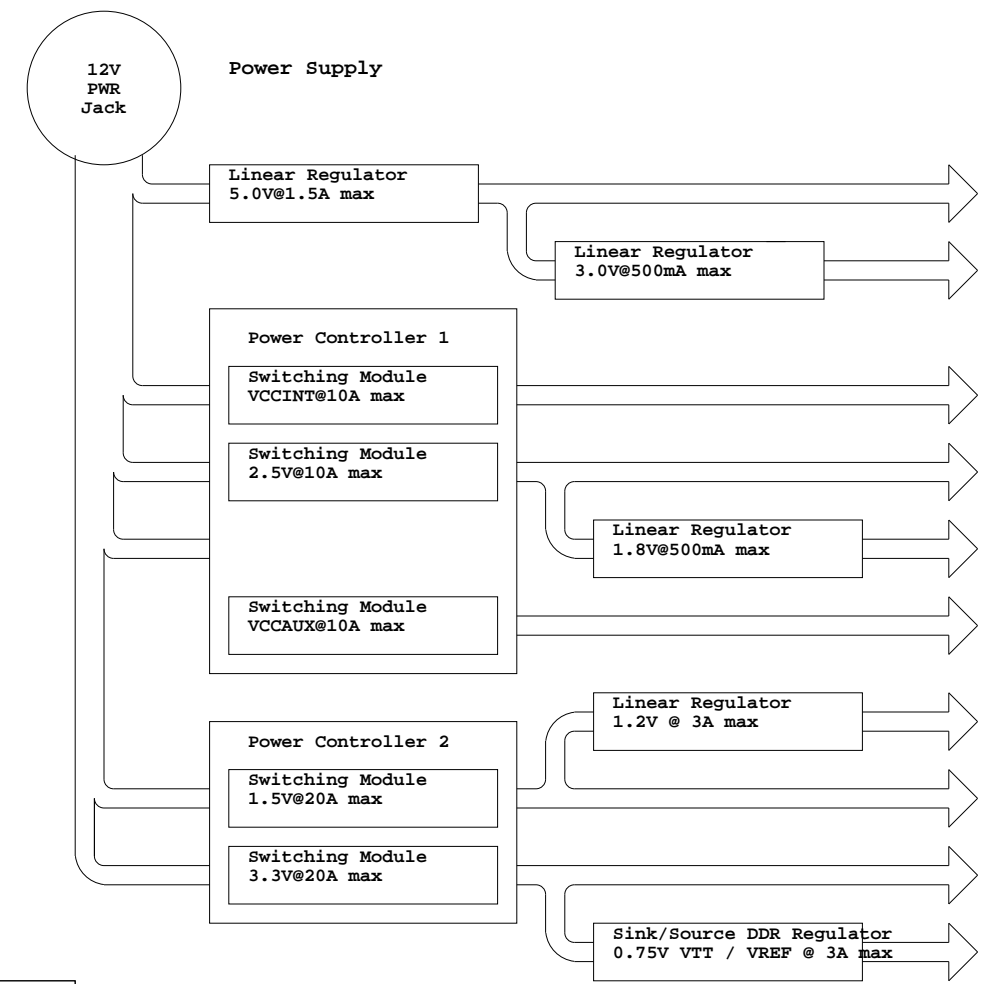 12V
PWR
Jack
Power Supply
Linear Regulator
5.0V@1.5A max
Linear Regulator
3.0V@500mA max
Power Controller 1
Switching Module
VCCINT@10A max
Switching Module
2.5V@10A max
Linear Regulator
1.8V@500mA max
Switching Module
VCCAUX@10A max
Linear Regulator
1.2V @ 3A max
Power Controller 2
Switching Module
1.5V@20A max
Switching Module
3.3V@20A max
Sink/Source DDR Regulator
0.75V VTT / VREF @ 3A max